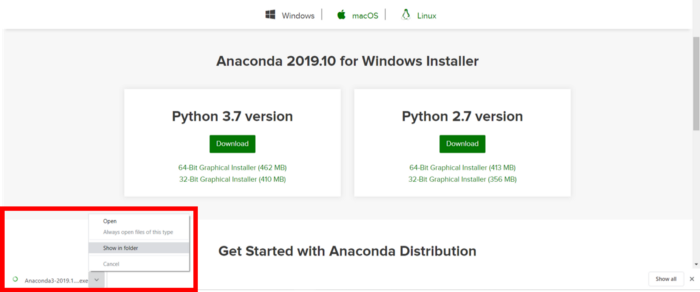 Windows | macOS | Linux
Anaconda 2019.10 for Windows Installer
Python 3.7 version
Download
64-Bit Graphical Installer (462 MB)
32-Bit Graphical Installer (410 MB)
Python 2.7 version
Download
64-Bit Graphical Installer (413 MB)
32-Bit Graphical Installer (356 MB)
Open
Always open files of this type
Show in folder
Cancel
Get Started with Anaconda Distribution
Anaconda3-2019.1....exe
Show all